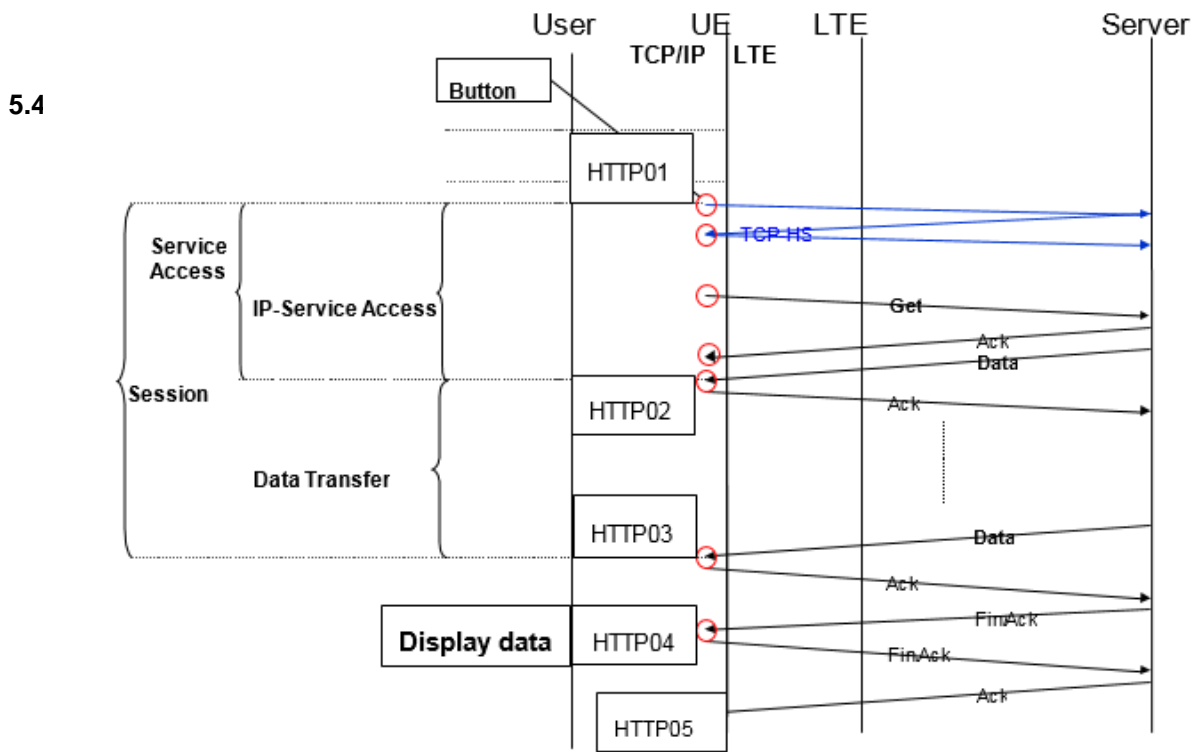 User
UE
LTE
Server
TCP/IP
LTE
Button
5.4
HTTP01
TCP HS
Service
Access
IP-Service Access
Get
Ack
Data
Session
HTTP02
Ack
Data Transfer
HTTP03
Data
Ack
FinAck
Display data
HTTP04
FinAck
Ack
HTTP05